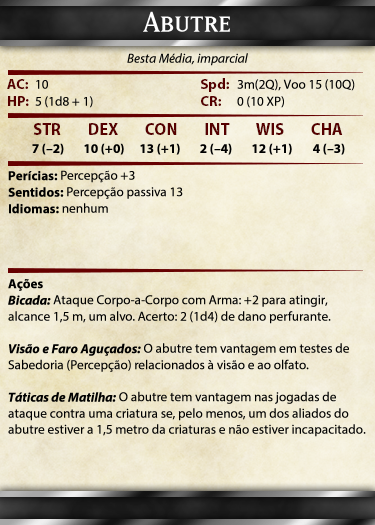 ABUTRE
Besta Média, imparcial
AC: 10 Spd: 3m(2Q), Voo 15 (10Q)
HP: 5 (1d8 + 1) CR: 0 (10 XP)
STR DEX CON INT WIS CHA
7 (–2) 10 (+0) 13 (+1) 2 (–4) 12 (+1) 4 (–3)
Perícias: Percepção +3
Sentidos: Percepção passiva 13
Idiomas: nenhum
Ações
Bicada: Ataque Corpo-a-Corpo com Arma: +2 para atingir,
alcance 1,5 m, um alvo. Acerto: 2 (1d4) de dano perfurante.
Visão e Faro Aguçados: O abutre tem vantagem em testes de
Sabedoria (Percepção) relacionados à visão e ao olfato.
Táticas de Matilha: O abutre tem vantagem nas jogadas de
ataque contra uma criatura se, pelo menos, um dos aliados do
abutre estiver a 1,5 metro da criaturas e não estiver incapacitado.